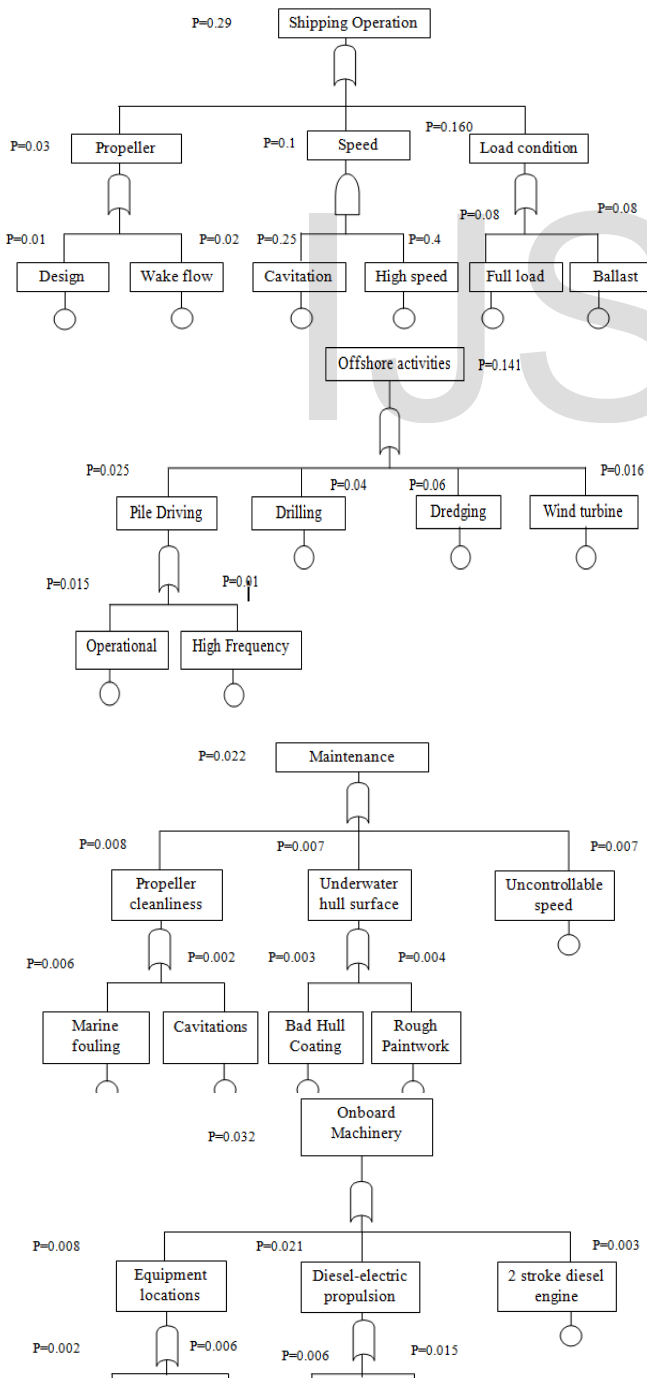 P=0.29
Shipping Operation
P=0.03
Propeller
P=0.1
Speed
P=0.160
Load condition
P=0.01
P=0.02
P=0.25
P=0.4
P=0.08
P=0.08
Design
Wake flow
Cavitation
High speed
Full load
Ballast
IJS
Offshore activities
P=0.141
P=0.025
P=0.04
P=0.06
P=0.016
Pile Driving
Drilling
Dredging
Wind turbine
P=0.015
P=0.01
Operational
High Frequency
P=0.022
Maintenance
P=0.008
P=0.007
P=0.007
Propeller
cleanliness
Underwater
hull surface
Uncontrollable
speed
P=0.006
P=0.002
P=0.003
P=0.004
Marine
fouling
Cavitations
Bad Hull
Coating
Rough
Paintwork
P=0.032
Onboard
Machinery
P=0.008
P=0.021
P=0.003
Equipment
locations
Diesel-electric
propulsion
2 stroke diesel
engine
P=0.002
P=0.006
P=0.006
P=0.015